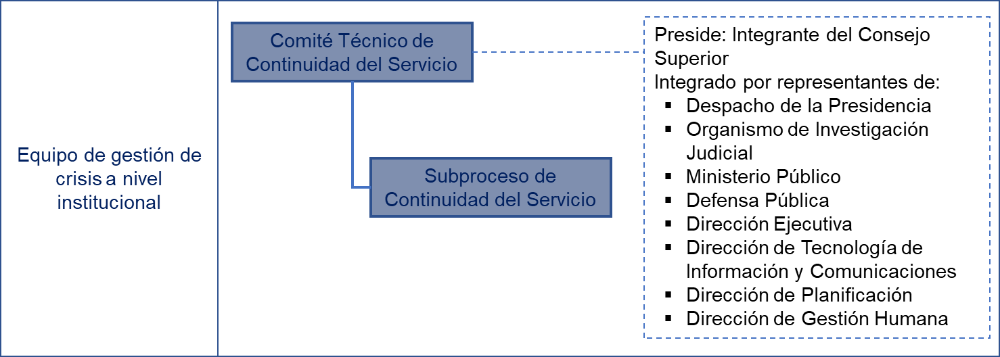 Equipo de gestión de
crisis a nivel
institucional
Comité Técnico de
Continuidad del Servicio
Subproceso de
Continuidad del Servicio
Preside: Integrante del Consejo
Superior
Integrado por representantes de:
▪ Despacho de la Presidencia
▪ Organismo de Investigación
Judicial
▪ Ministerio Público
▪ Defensa Pública
▪ Dirección Ejecutiva
▪ Dirección de Tecnología de
Información y Comunicaciones
▪ Dirección de Planificación
▪ Dirección de Gestión Humana